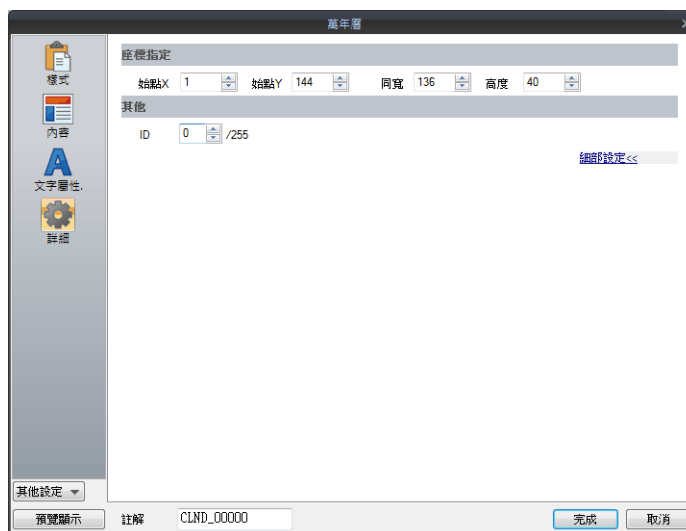 萬年曆
樣式
內容
文字屬性.
詳細
座標指定
始點X 1 始點Y 144 同寬 136 高度 40
其他
ID 0 /255
細部設定<<
其他設定
預覽顯示 註解 CLND_00000 完成 取消